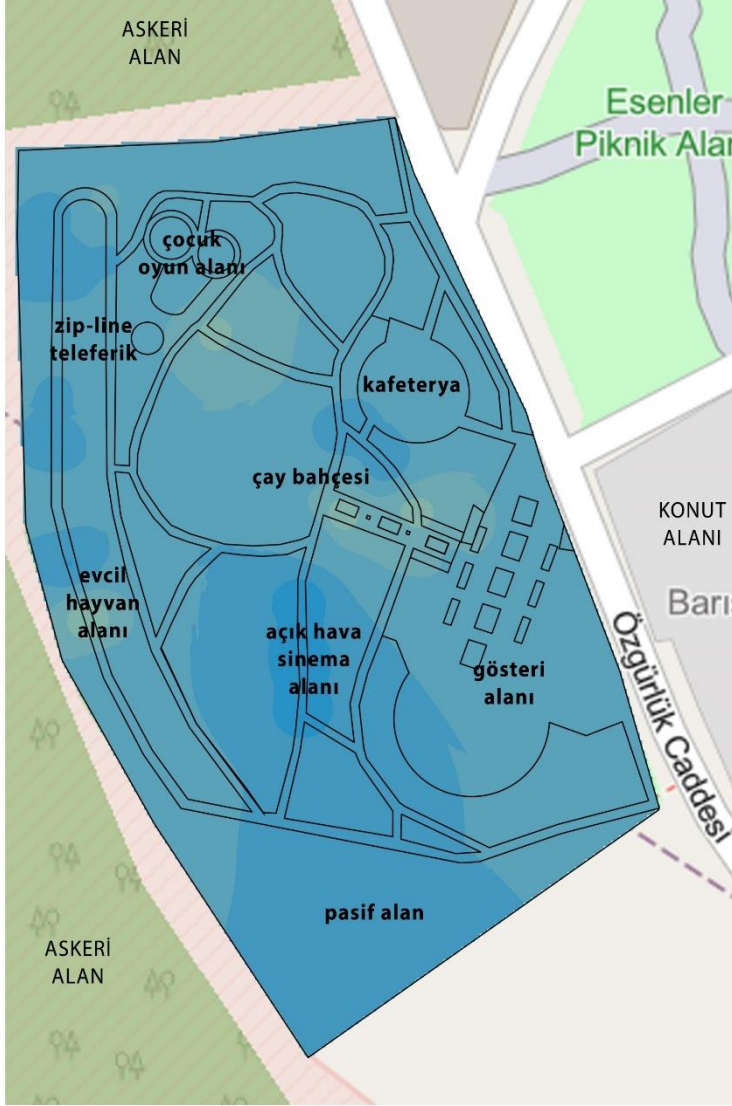 ASKERİ
ALAN
Esenler
Piknik Alan
çocuk
oyun alanı
zip-line
teleferik
kafeterya
çay bahçesi
KONUT
ALANI
evcil
hayvan
alanı
Barış
açık hava
sinema
alanı
gösteri
alanı
Özgürlük Caddesi
pasif alan
ASKERİ
ALAN